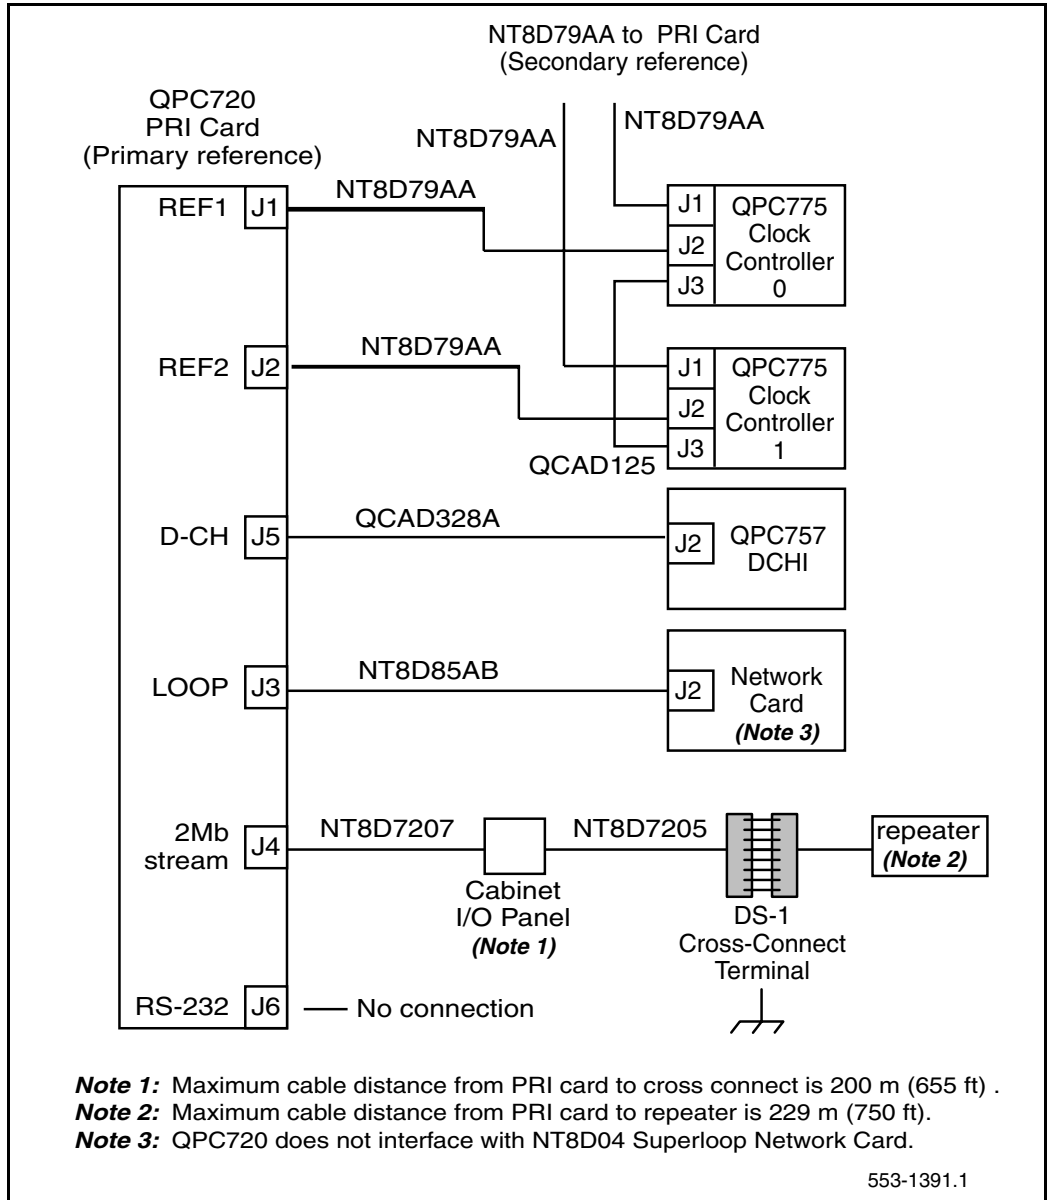 NT8D79AA to PRI Card
(Secondary reference)
QPC720
PRI Card
(Primary reference)
NT8D79AA
NT8D79AA
REF1 J1
NT8D79AA
J1
J2
J3
QPC775
Clock
Controller
0
REF2 J2
NT8D79AA
J1
J2
J3
QPC775
Clock
Controller
1
QCAD125
D-CH J5
QCAD328A
J2
QPC757
DCHI
LOOP J3
NT8D85AB
J2
Network
Card
(Note 3)
2Mb
stream
J4
NT8D7207
Cabinet
I/O Panel
(Note 1)
NT8D7205
DS-1
Cross-Connect
Terminal
repeater
(Note 2)
RS-232 J6
No connection
Note 1: Maximum cable distance from PRI card to cross connect is 200 m (655 ft) .
Note 2: Maximum cable distance from PRI card to repeater is 229 m (750 ft).
Note 3: QPC720 does not interface with NT8D04 Superloop Network Card.
553-1391.1